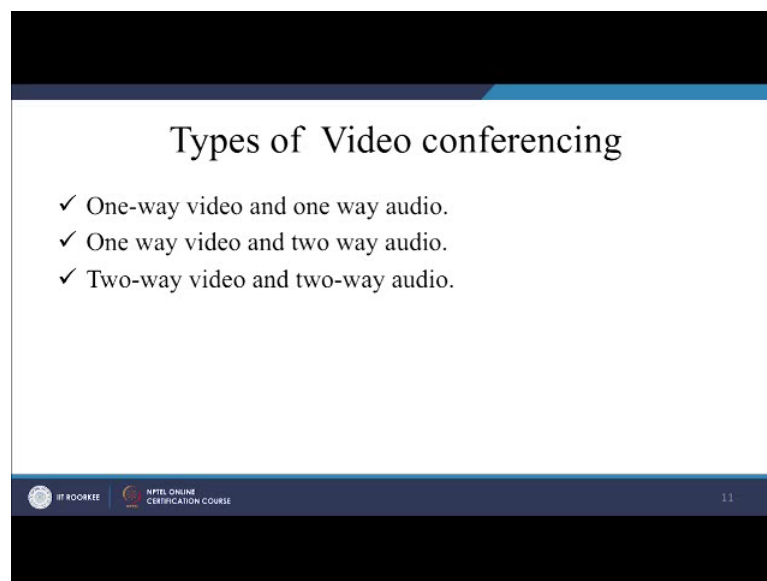 Types of Video conferencing
✓ One-way video and one way audio.
✓ One way video and two way audio.
✓ Two-way video and two-way audio.
IIT ROORKEE
NPTEL ONLINE
CERTIFICATION COURSE
11